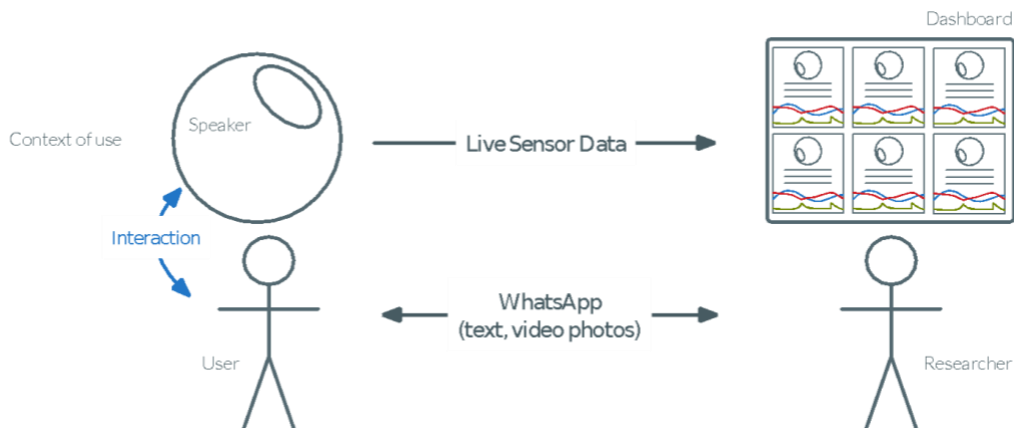 Dashboard
Speaker
Context of use
Live Sensor Data
Interaction
WhatsApp
(text, video photos)
User
Researcher